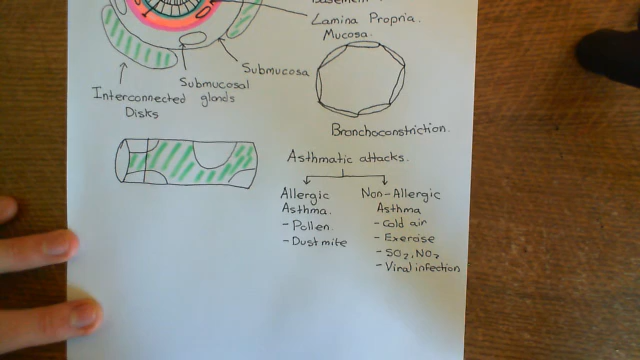 Basement
Lamina Propria.
Mucosa.
Submucosa
Submucosal
glands
Interconnected
Disks
Bronchoconstriction.
Asthmatic attacks.
Allergic
Asthma.
- Pollen
- Dust mite
Non-Allergic
Asthma
- Cold air
- Exercise
- SO₂, NO₂
- Viral infection